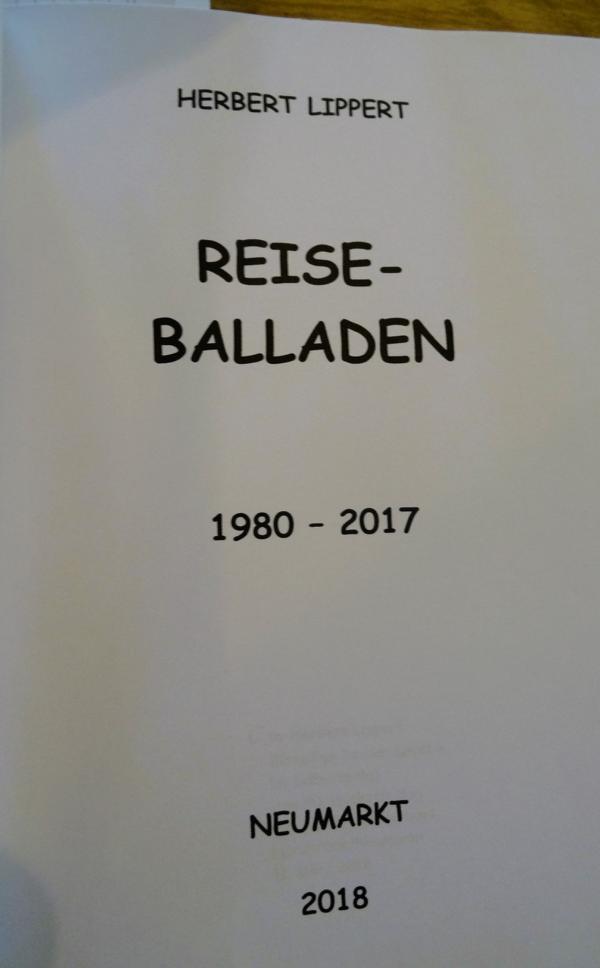 HERBERT LIPPERT
REISE-
BALLADEN
1980 - 2017
NEUMARKT
2018